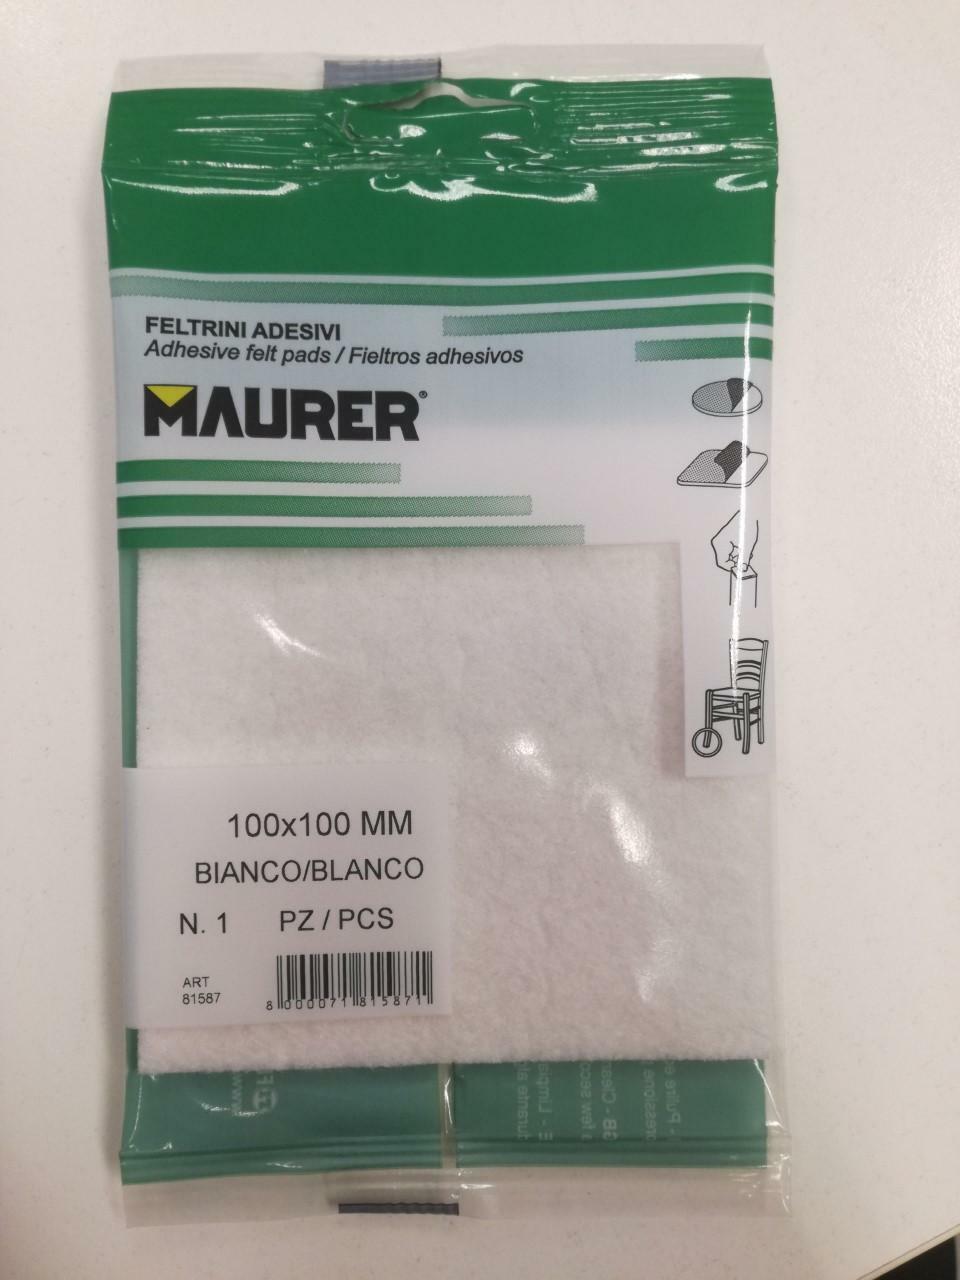 FELTRINI ADESIVI
Adhesive felt pads / Fieltros adhesivos
MAURER®
100x100 MM
BIANCO/BLANCO
N. 1 PZ / PCS
ART
81587
8 000071 815871